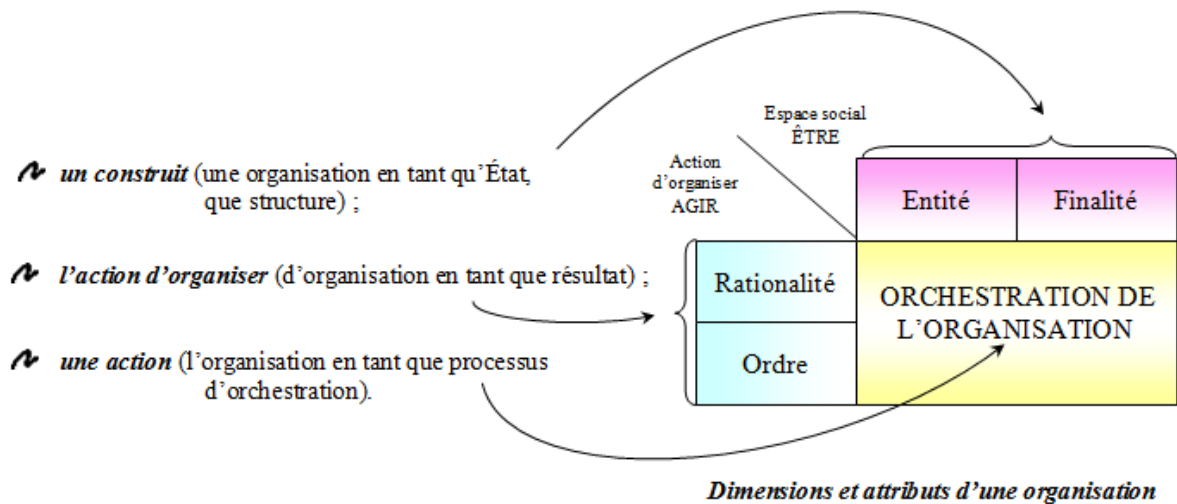 Espace social
ÊTRE
Action
d'organiser
AGIR
un construit (une organisation en tant qu'État,
que structure) ;
l'action d'organiser (d'organisation en tant que résultat) ;
une action (l'organisation en tant que processus
d'orchestration).
Entité
Finalité
Rationalité
Ordre
ORCHESTRATION DE
L'ORGANISATION
Dimensions et attributs d'une organisation